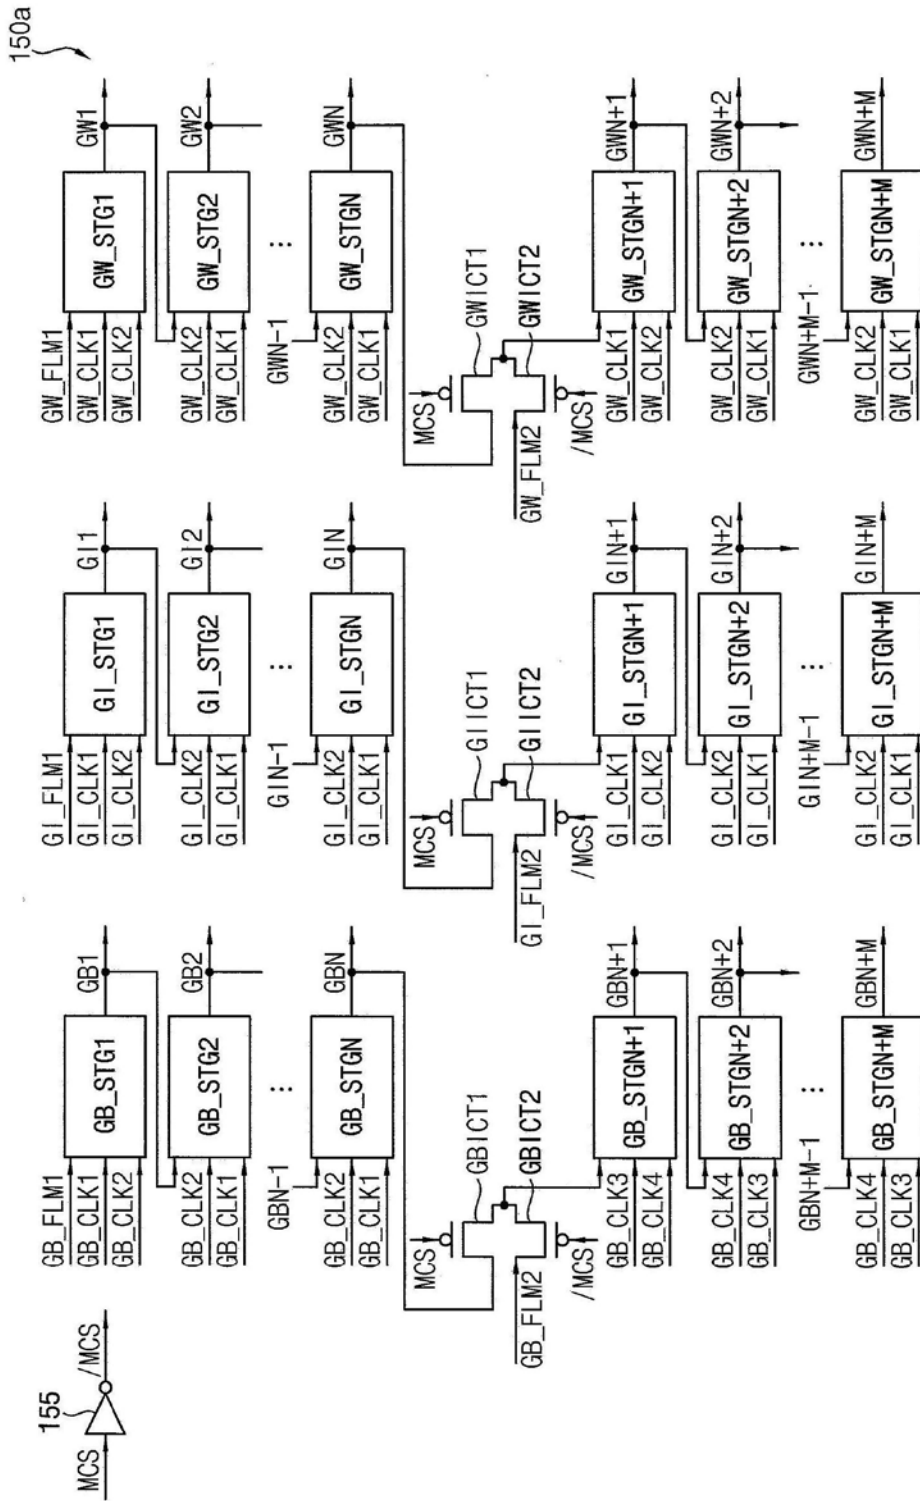 150a
MCS
155
/MCS
GB_FLM1
GB_CLK1
GB_CLK2
GB_STG1
GB1
GB_CLK2
GB_CLK1
GB_STG2
GB2
⋮
GBN-1
GB_CLK2
GB_CLK1
GB_STGN
GBN
MCS
GBICT1
GB_FLM2
GBICT2
/MCS
GB_CLK3
GB_CLK4
GB_STGN+1
GBN+1
GB_CLK4
GB_CLK3
GB_STGN+2
GBN+2
⋮
GBN+M-1
GB_CLK4
GB_CLK3
GB_STGN+M
GBN+M
GI_FLM1
GI_CLK1
GI_CLK2
GI_STG1
GI1
GI_CLK2
GI_CLK1
GI_STG2
GI2
⋮
GIN-1
GI_CLK2
GI_CLK1
GI_STGN
GIN
MCS
GIICT1
GI_FLM2
GIICT2
/MCS
GI_CLK1
GI_CLK2
GI_STGN+1
GIN+1
GI_CLK2
GI_CLK1
GI_STGN+2
GIN+2
⋮
GIN+M-1
GI_CLK2
GI_CLK1
GI_STGN+M
GIN+M
GW_FLM1
GW_CLK1
GW_CLK2
GW_STG1
GW1
GW_CLK2
GW_CLK1
GW_STG2
GW2
⋮
GWN-1
GW_CLK2
GW_CLK1
GW_STGN
GWN
MCS
GWICT1
GW_FLM2
GWICT2
/MCS
GW_CLK1
GW_CLK2
GW_STGN+1
GWN+1
GW_CLK2
GW_CLK1
GW_STGN+2
GWN+2
⋮
GWN+M-1
GW_CLK2
GW_CLK1
GW_STGN+M
GWN+M